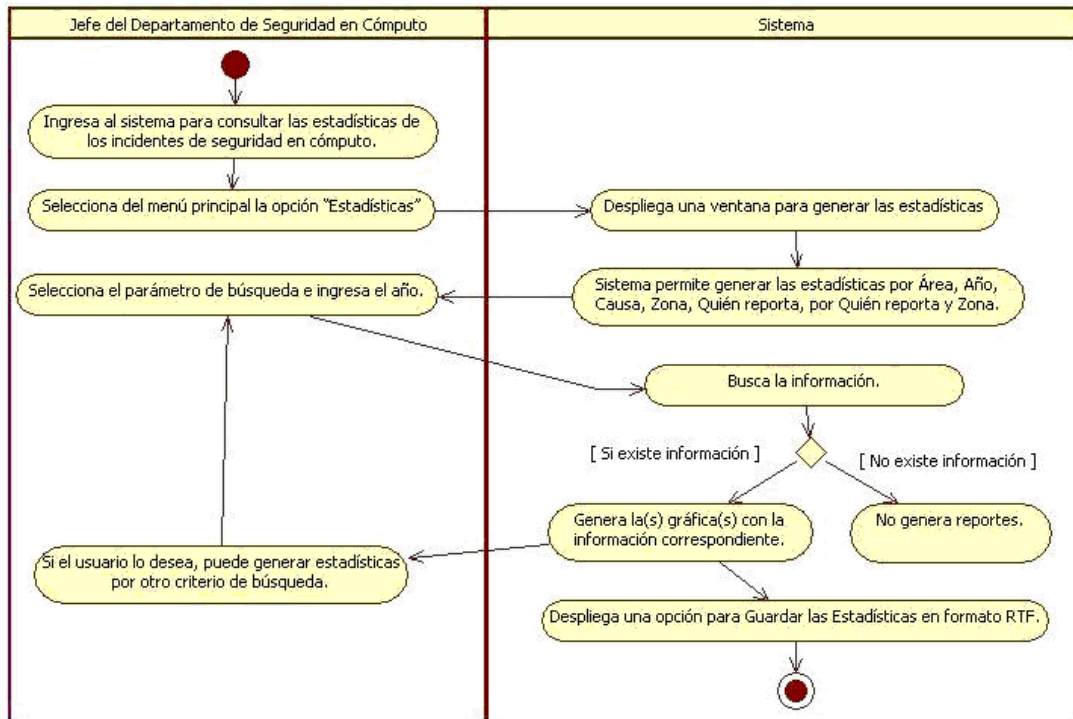 Jefe del Departamento de Seguridad en Cómputo
Sistema
Ingresa al sistema para consultar las estadísticas de
los incidentes de seguridad en cómputo.
Selecciona del menú principal la opción "Estadísticas"
Despliega una ventana para generar las estadísticas
Sistema permite generar las estadísticas por Área, Año,
Causa, Zona, Quién reporta, por Quién reporta y Zona.
Selecciona el parámetro de búsqueda e ingresa el año.
Busca la información.
[ Si existe información ]
[ No existe información ]
Genera la(s) gráfica(s) con la
información correspondiente.
No genera reportes.
Si el usuario lo desea, puede generar estadísticas
por otro criterio de búsqueda.
Despliega una opción para Guardar las Estadísticas en formato RTF.